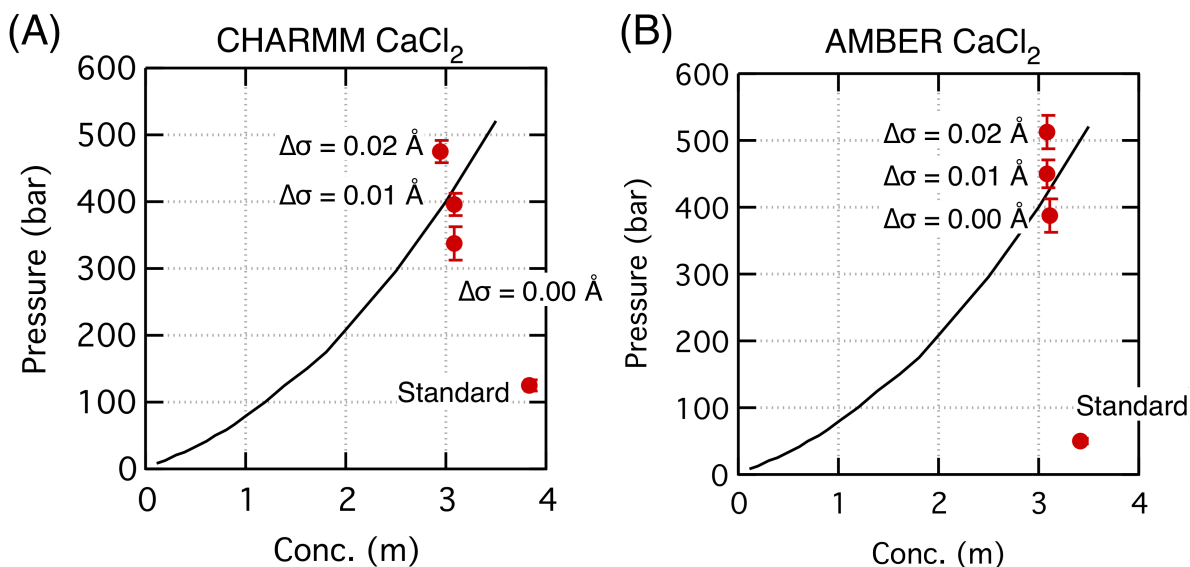 (A)
CHARMM CaCl₂
600
500
400
300
200
100
0
Pressure (bar)
Δσ = 0.02 Å
Δσ = 0.01 Å
Δσ = 0.00 Å
Standard
0 1 2 3 4
Conc. (m)
(B)
AMBER CaCl₂
600
500
400
300
200
100
0
Pressure (bar)
Δσ = 0.02 Å
Δσ = 0.01 Å
Δσ = 0.00 Å
Standard
0 1 2 3 4
Conc. (m)